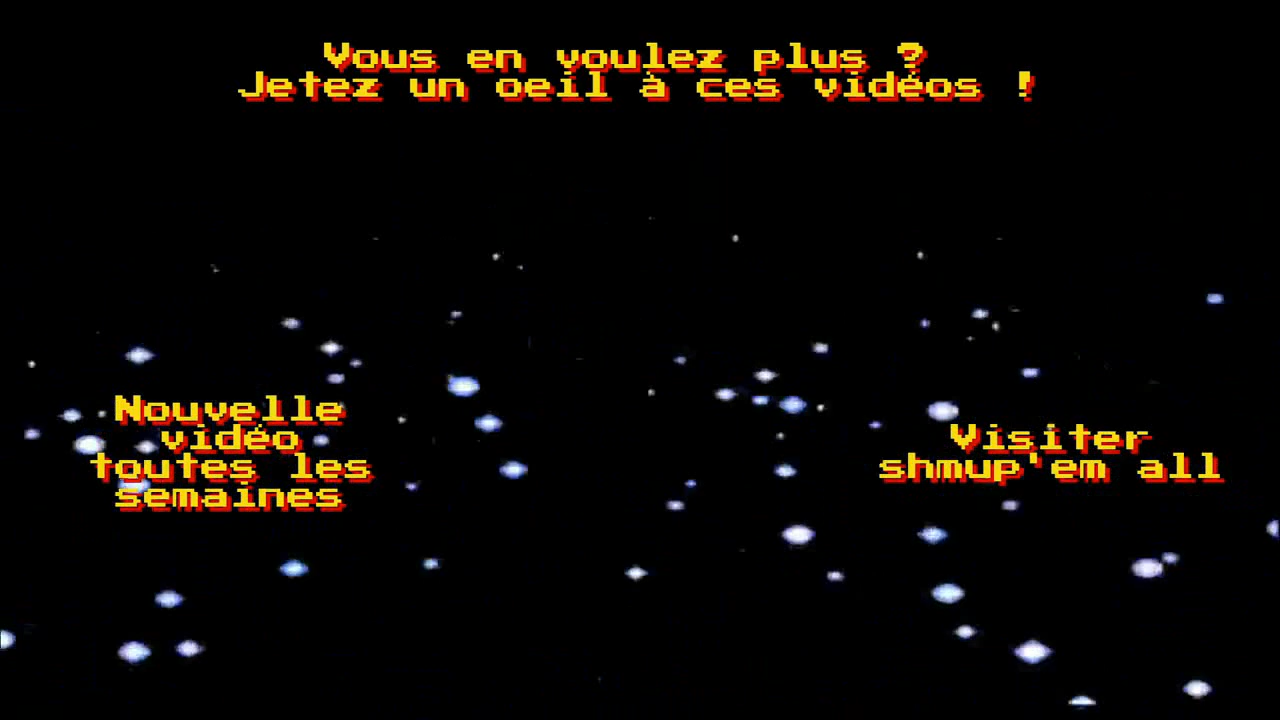 Vous en voulez plus ?
Jetez un oeil à ces vidéos !
Nouvelle
vidéo
toutes les
semaines
Visiter
shmup'em all